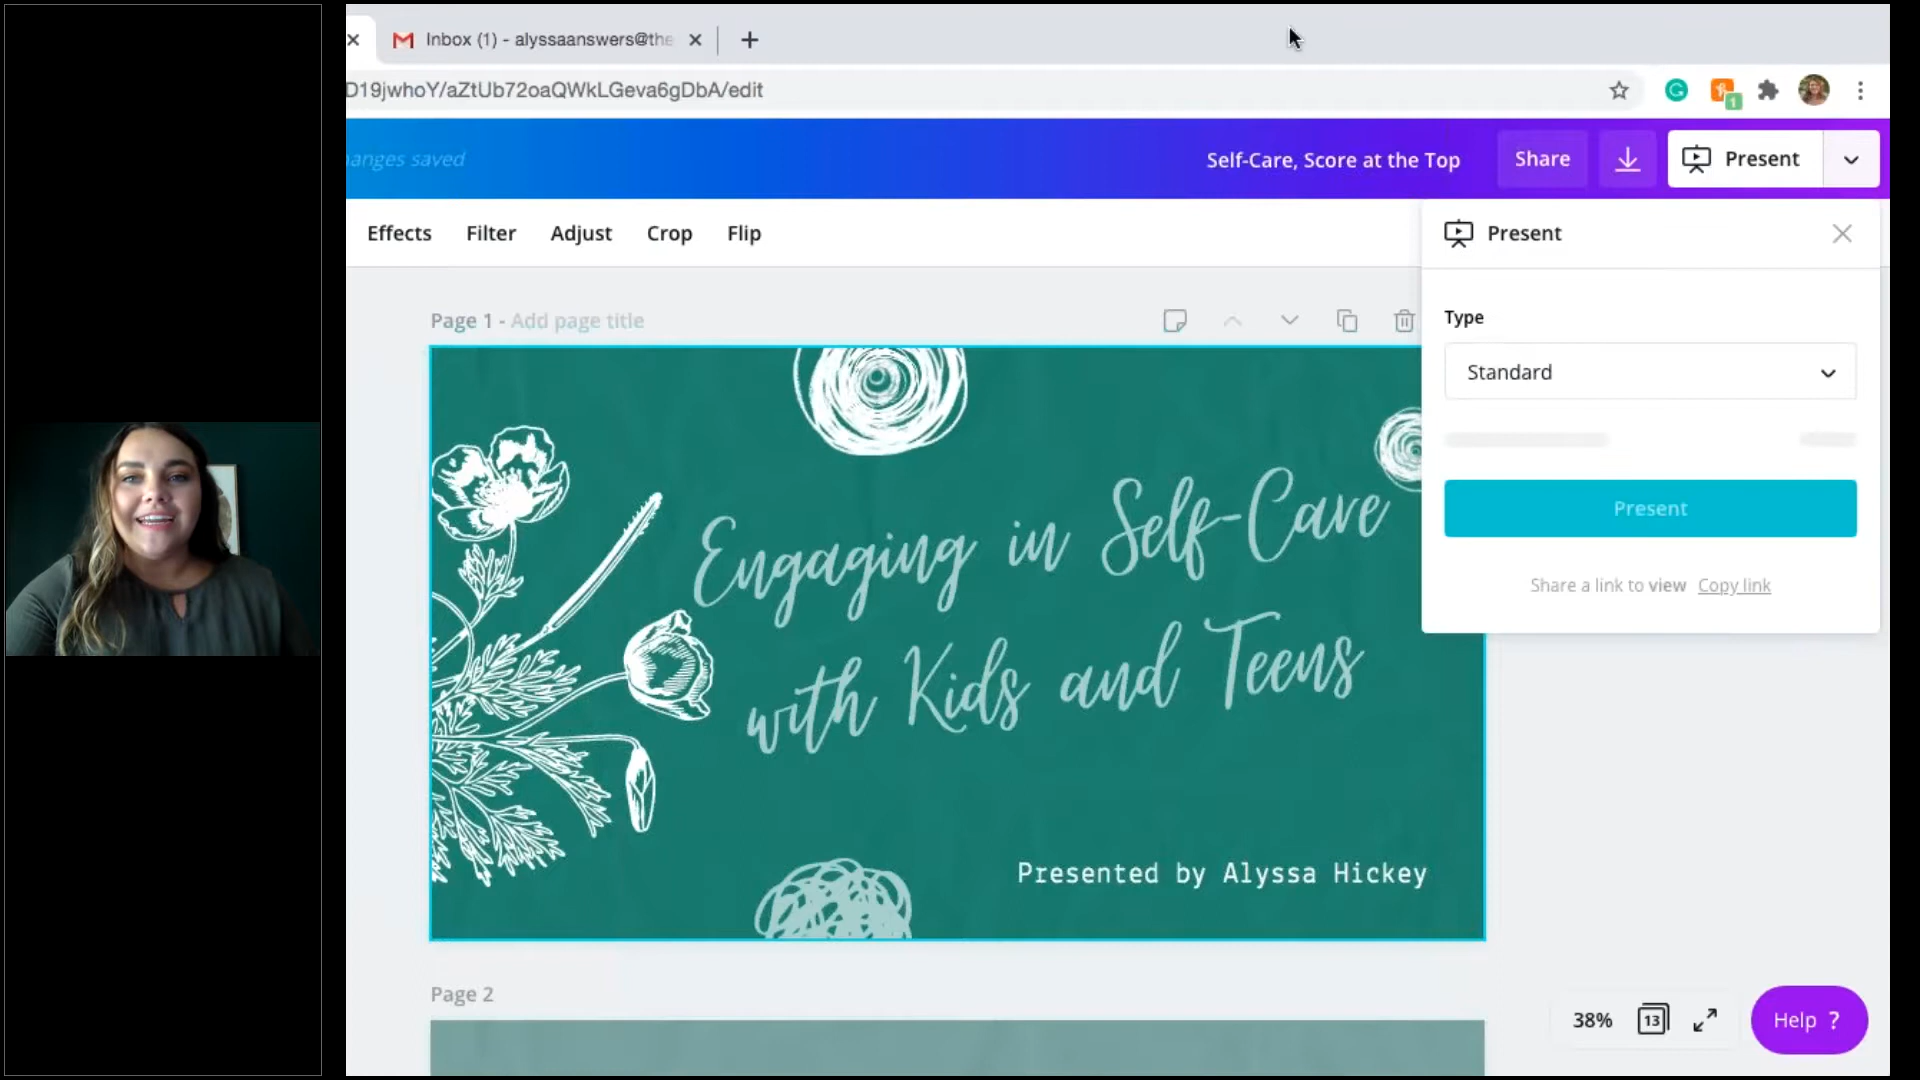 Inbox (1) - alyssaanswers@the
D19jwhoY/aZtUb72oaQWkLGeva6gDbA/edit
1
anges saved
Self-Care, Score at the Top
Share
Present
Effects
Filter
Adjust
Crop
Flip
Present
Page 1 - Add page title
Type
Standard
Present
Share a link to view Copy link
Engaging in Self-Care
with Kids and Teens
Presented by Alyssa Hickey
Page 2
38%
13
Help ?